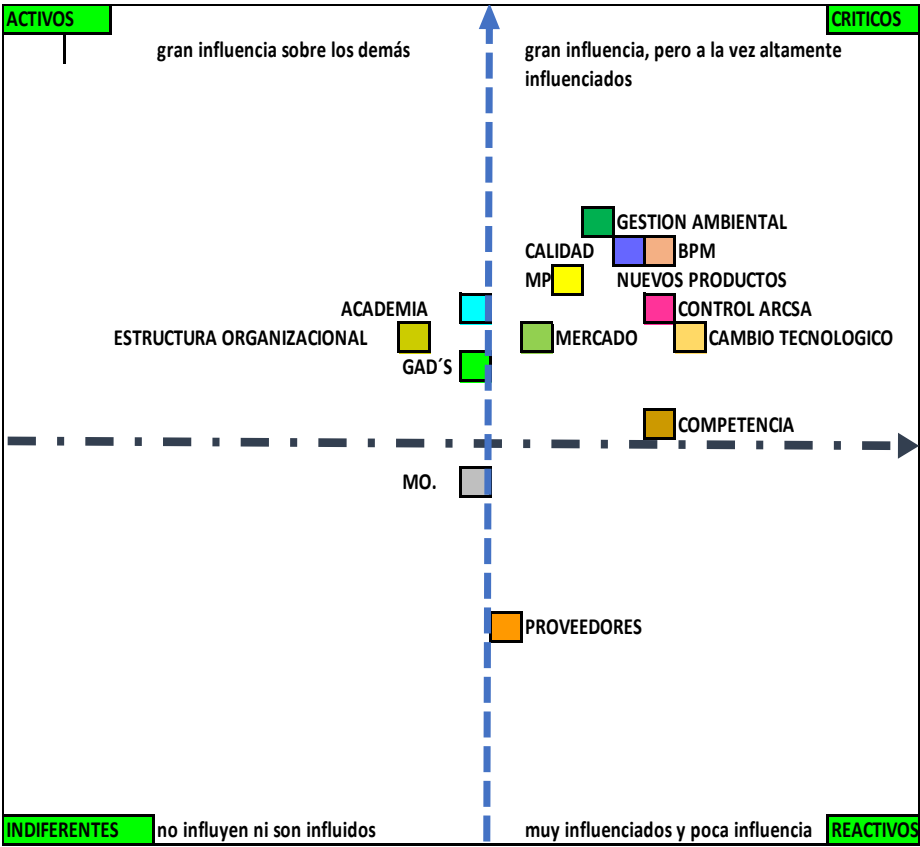 ACTIVOS
CRITICOS
gran influencia sobre los demás
gran influencia, pero a la vez altamente
influenciados
GESTION AMBIENTAL
CALIDAD
BPM
MP
NUEVOS PRODUCTOS
ACADEMIA
CONTROL ARCSA
ESTRUCTURA ORGANIZACIONAL
MERCADO
CAMBIO TECNOLOGICO
GAD´S
COMPETENCIA
MO.
PROVEEDORES
INDIFERENTES
no influyen ni son influidos
muy influenciados y poca influencia
REACTIVOS